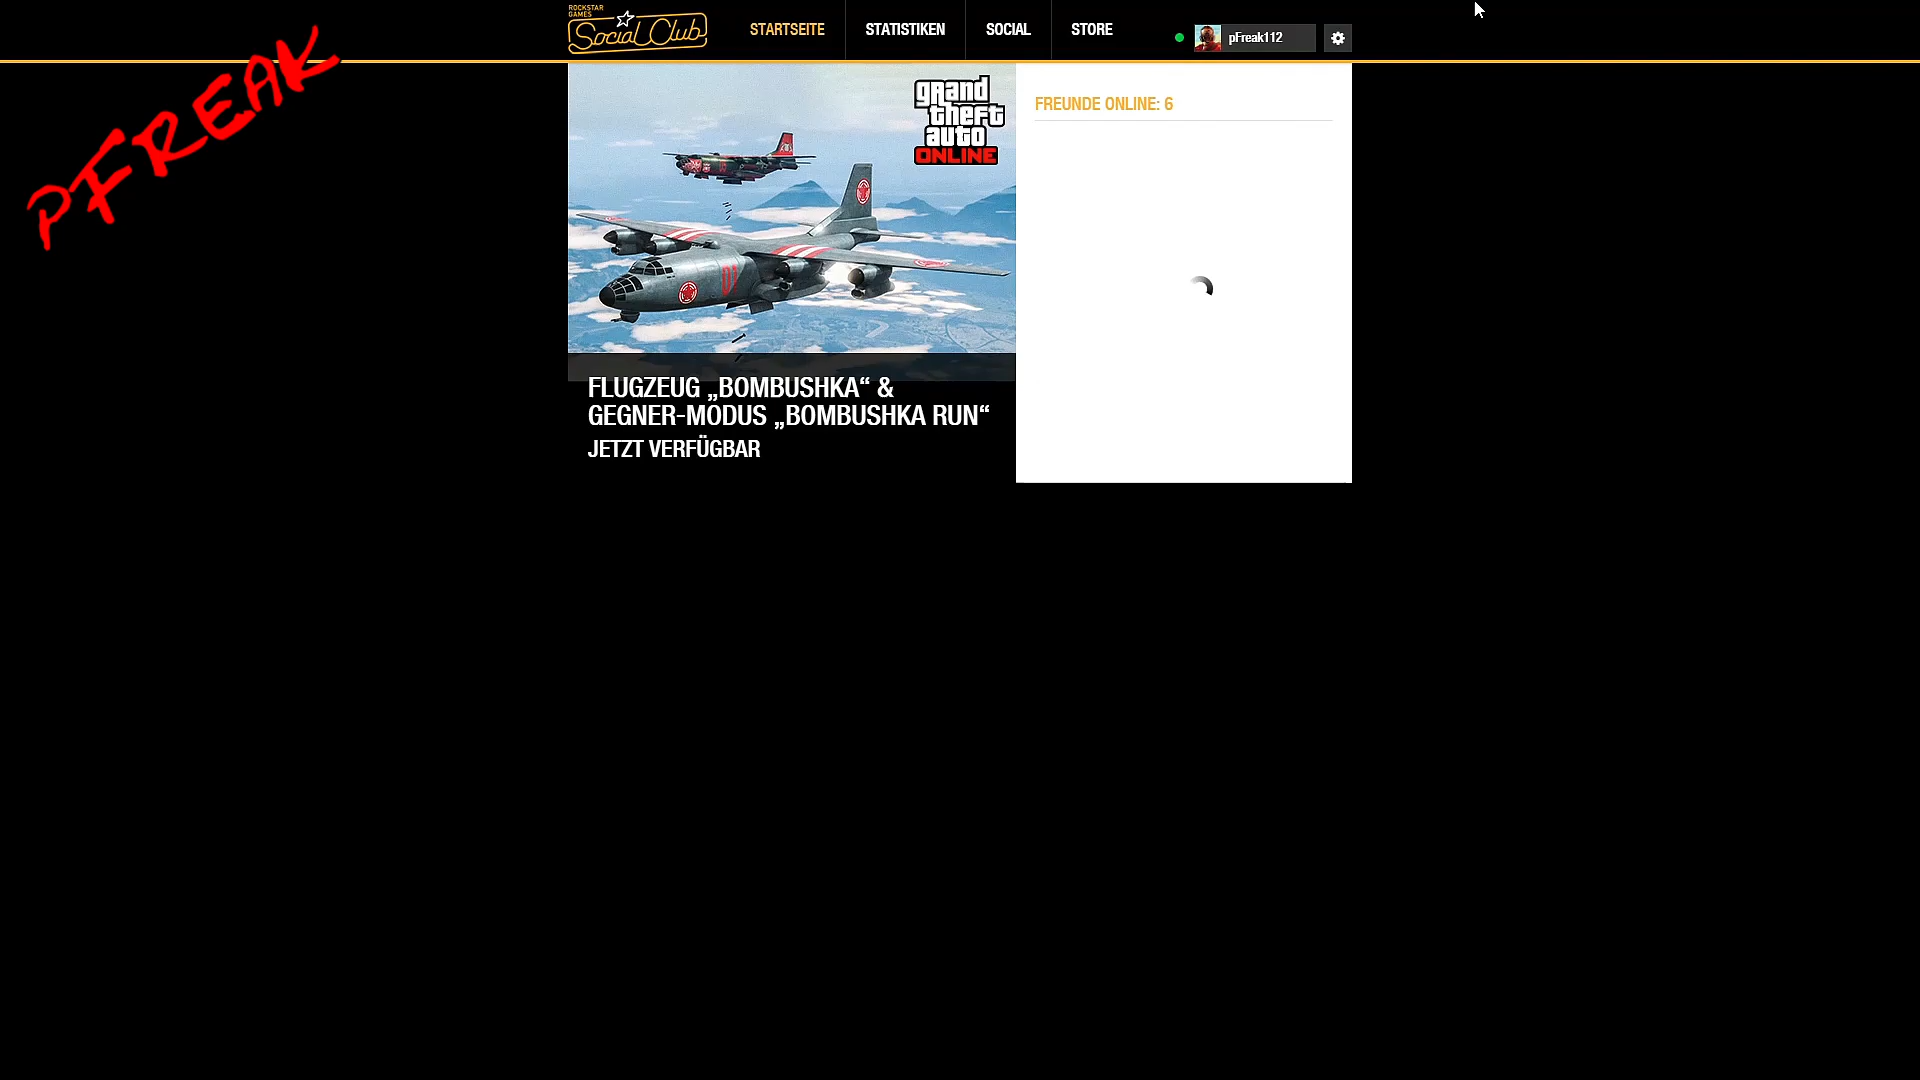 ROCKSTAR
GAMES
Social Club
STARTSEITE
STATISTIKEN
SOCIAL
STORE
pFreak112
PFREAK
grand
theft
auto
ONLINE
FREUNDE ONLINE: 6
01
FLUGZEUG „BOMBUSHKA“ &
GEGNER-MODUS „BOMBUSHKA RUN“
JETZT VERFÜGBAR